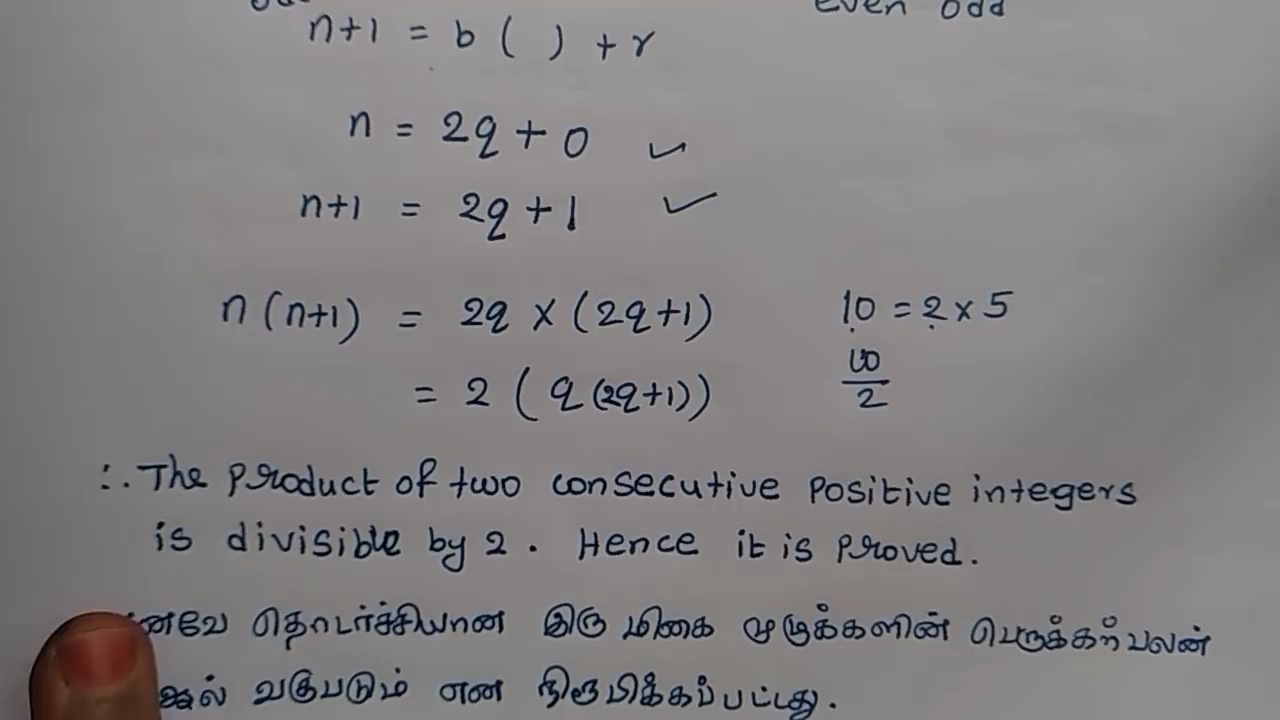 even odd
n+1 = b ( ) + r
n = 2q + 0 ✓
n+1 = 2q + 1 ✓
n (n+1) = 2q × (2q+1)
= 2 ( q (2q+1))
10 = 2 × 5
10
2
∴ The product of two consecutive positive integers
is divisible by 2 . Hence it is proved.
தொடர்ச்சியான இரு மிகை முழுக்களின் பெருக்கற்பலன்
வகுபடும் என நிரூபிக்கப்பட்டது.